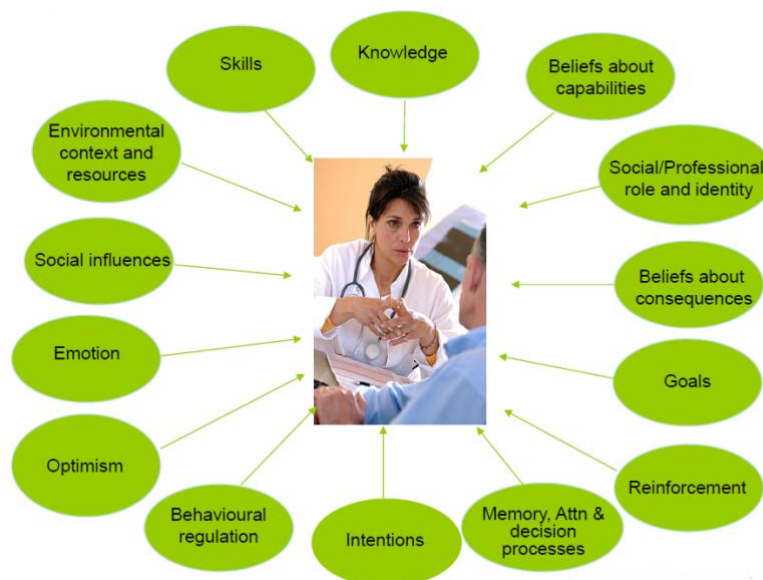 Knowledge
Skills
Beliefs about
capabilities
Environmental
context and
resources
Social/Professional
role and identity
Social influences
Beliefs about
consequences
Emotion
Goals
Optimism
Reinforcement
Behavioural
regulation
Intentions
Memory, Attn &
decision
processes